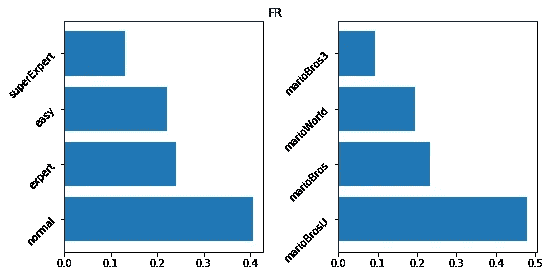 FR
superExpert
easy
expert
normal
0.0 0.1 0.2 0.3 0.4
marioBros3
marioWorld
marioBros
marioBrosU
0.0 0.1 0.2 0.3 0.4 0.5